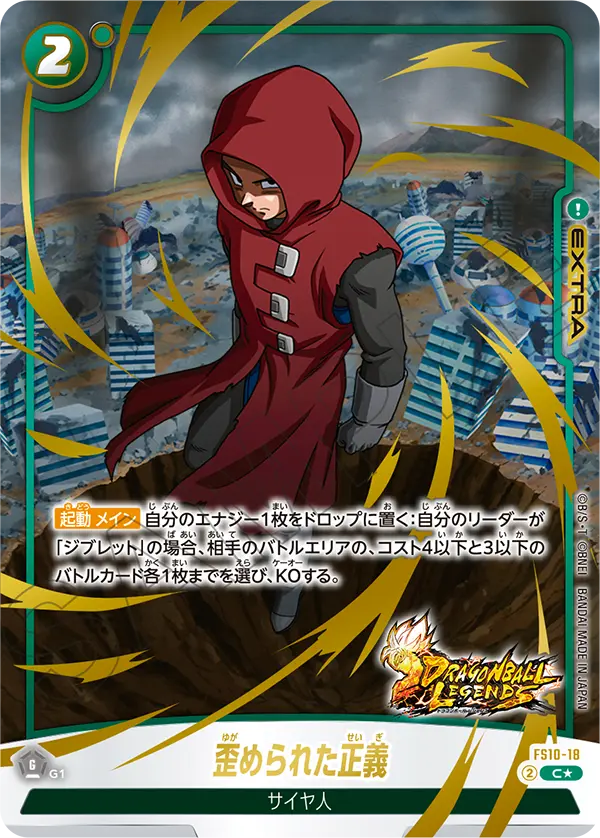 2
! EXTRA
起動 メイン 自分のエナジー1枚をドロップに置く:自分のリーダーが
「ジブレット」の場合、相手のバトルエリアの、コスト4以下と3以下の
バトルカード各1枚までを選び、KOする。
©B/S・T ©BNEI BANDAI MADE IN JAPAN
DRAGONBALL
LEGENDS
歪められた正義
サイヤ人
G
G1
FS10-18
② C★